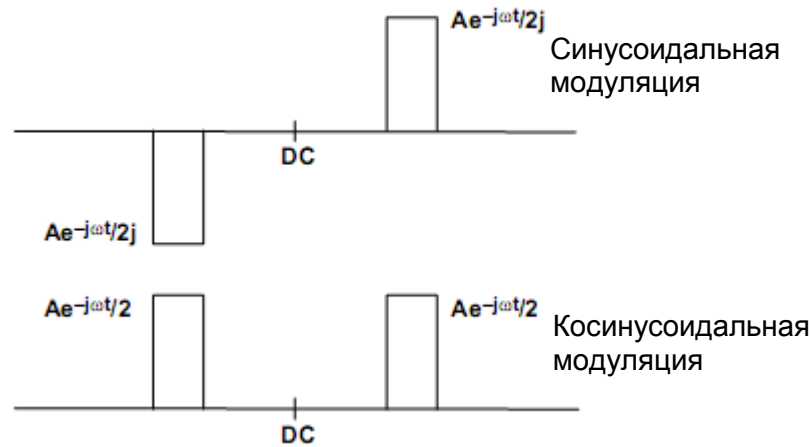 Ae–jωt/2j
Синусоидальная
модуляция
DC
Ae–jωt/2j
Ae–jωt/2
Ae–jωt/2
Косинусоидальная
модуляция
DC